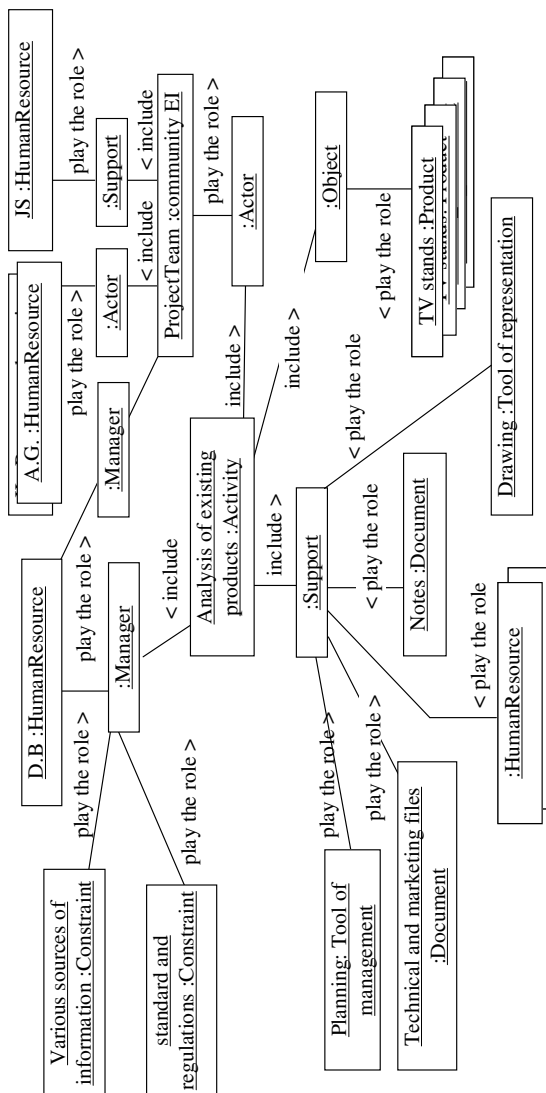 D.B :HumanResource
A.G. :HumanResource
JS :HumanResource
Various sources of
information :Constraint
play the role >
play the role >
play the role >
play the role >
:Manager
:Manager
:Actor
:Support
< include
< include
standard and
regulations :Constraint
ProjectTeam :community EI
play the role >
< include
play the role >
Analysis of existing
products :Activity
include >
:Actor
include >
include >
:Support
:Object
play the role >
< play the role
< play the role
Planning: Tool of
management
play the role >
< play the role
Technical and marketing files
:Document
Notes :Document
TV stands :Product
< play the role
:HumanResource
Drawing :Tool of representation